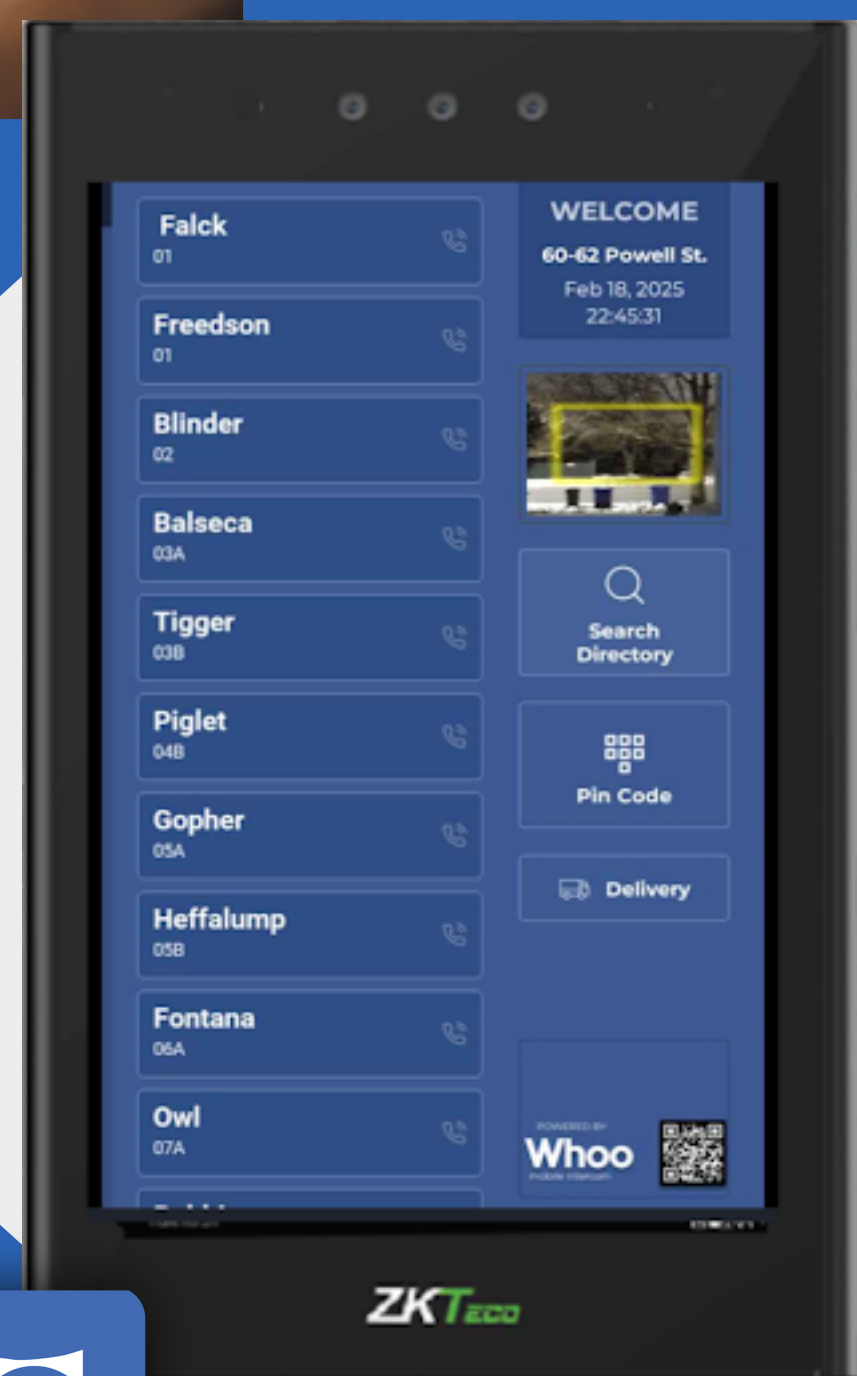 Falck
01
Freedson
01
Blinder
02
Balseca
03A
Tigger
03B
Piglet
04B
Gopher
05A
Heffalump
05B
Fontana
06A
Owl
07A
WELCOME
60-62 Powell St.
Feb 18, 2025
22:45:31
Search
Directory
Pin Code
Delivery
POWERED BY
Whoo
mobile intercom
ZKTeco